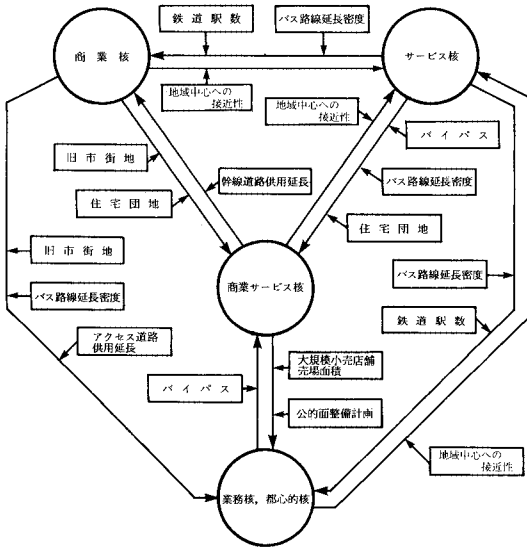 鉄道駅数
バス路線延長密度
商業核
サービス核
地域中心への
接近性
地域中心への
接近性
バイパス
旧市街地
幹線道路供用延長
バス路線延長密度
住宅団地
住宅団地
旧市街地
商業サービス核
バス路線延長密度
バス路線延長密度
鉄道駅数
アクセス道路
供用延長
大規模小売店舗
売場面積
バイパス
公的面整備計画
地域中心への
接近性
業務核，都心的核